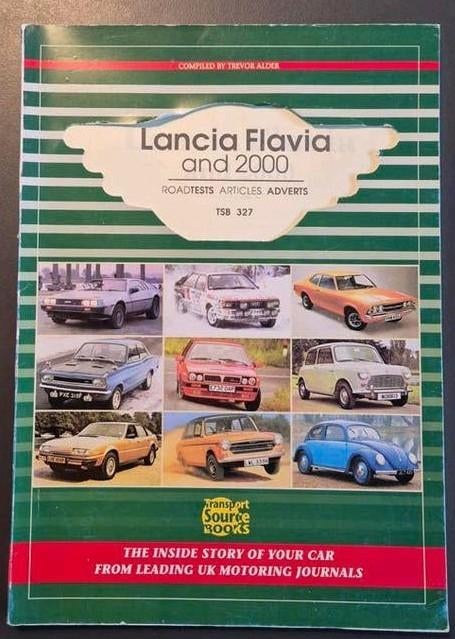 COMPILED BY TREVOR ALDER
Lancia Flavia
and 2000
ROADTESTS ARTICLES ADVERTS
TSB 327
Transport
Source
BOOKS
THE INSIDE STORY OF YOUR CAR
FROM LEADING UK MOTORING JOURNALS